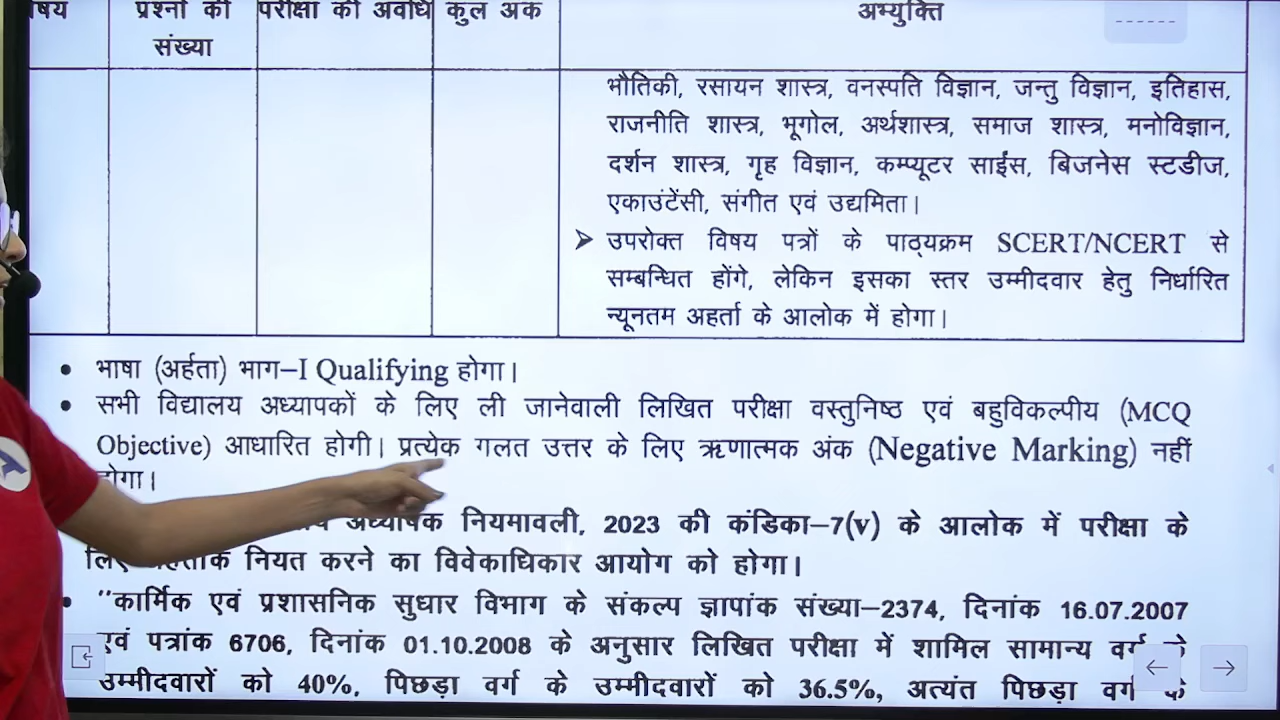 प्रश्नों की परीक्षा की अवधि कुल अंक अभ्युक्ति
संख्या
भौतिकी, रसायन शास्त्र, वनस्पति विज्ञान, जन्तु विज्ञान, इतिहास,
राजनीति शास्त्र, भूगोल, अर्थशास्त्र, समाज शास्त्र, मनोविज्ञान,
दर्शन शास्त्र, गृह विज्ञान, कम्प्यूटर साईंस, बिजनेस स्टडीज,
एकाउंटेंसी, संगीत एवं उद्यमिता।
➢ उपरोक्त विषय पत्रों के पाठ्यक्रम SCERT/NCERT से
सम्बन्धित होंगे, लेकिन इसका स्तर उम्मीदवार हेतु निर्धारित
न्यूनतम अहर्ता के आलोक में होगा।
• भाषा (अर्हता) भाग–I Qualifying होगा।
• सभी विद्यालय अध्यापकों के लिए ली जानेवाली लिखित परीक्षा वस्तुनिष्ठ एवं बहुविकल्पीय (MCQ
Objective) आधारित होगी। प्रत्येक गलत उत्तर के लिए ऋणात्मक अंक (Negative Marking) नहीं
होगा।
अध्यापक नियमावली, 2023 की कंडिका–7(v) के आलोक में परीक्षा के
लिए नियत करने का विवेकाधिकार आयोग को होगा।
• "कार्मिक एवं प्रशासनिक सुधार विभाग के संकल्प ज्ञापांक संख्या–2374, दिनांक 16.07.2007
एवं पत्रांक 6706, दिनांक 01.10.2008 के अनुसार लिखित परीक्षा में शामिल सामान्य वर्ग के
उम्मीदवारों को 40%, पिछड़ा वर्ग के उम्मीदवारों को 36.5%, अत्यंत पिछड़ा वर्ग के